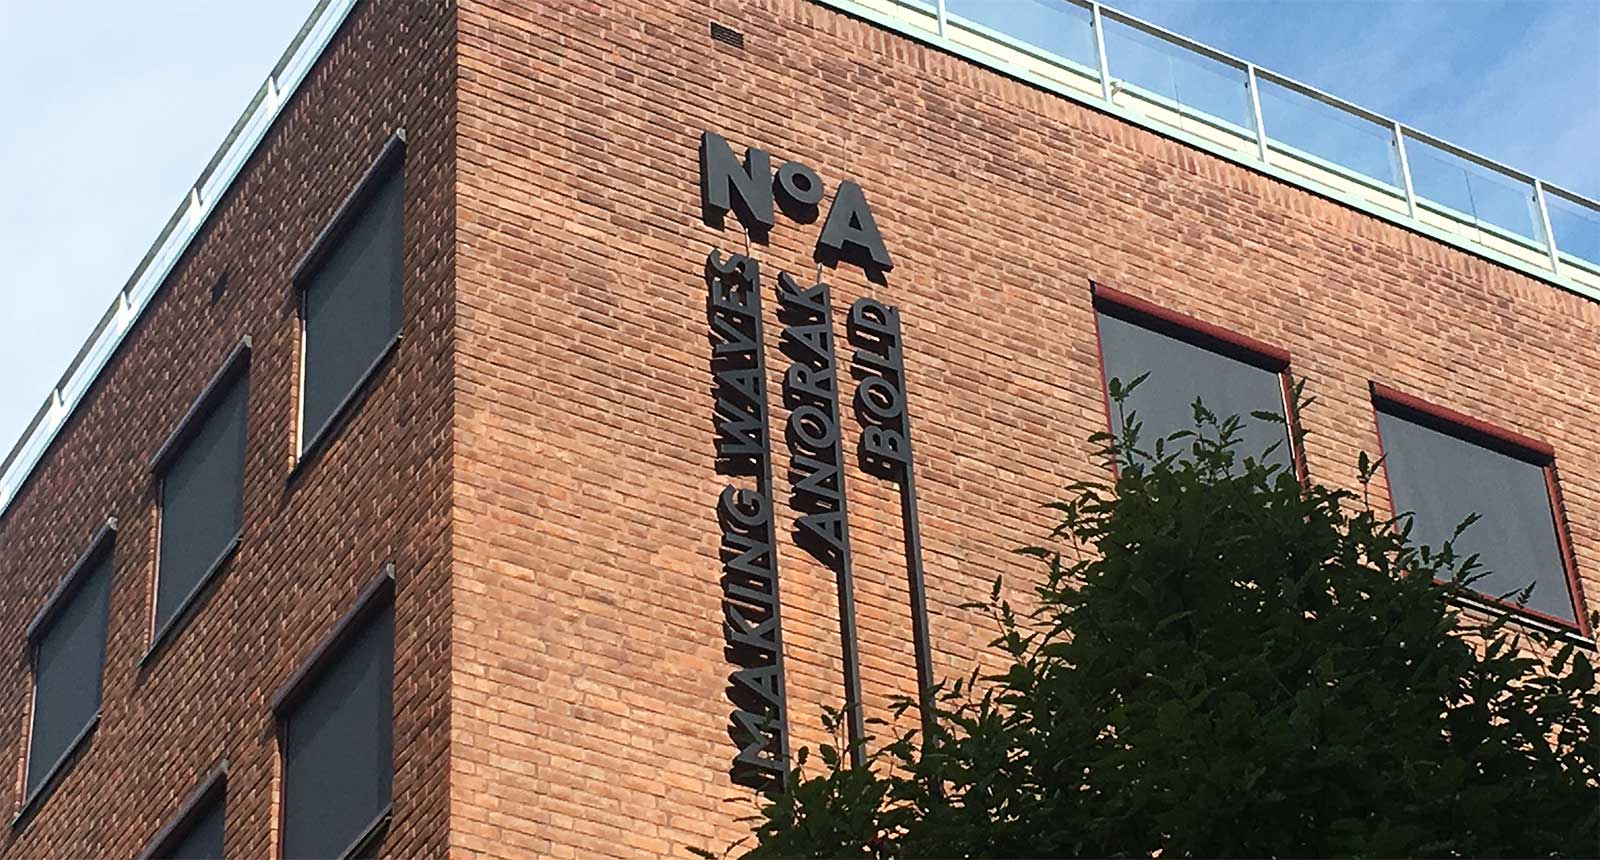 NoA
MAKING WAVES
ANORAK
BOLD